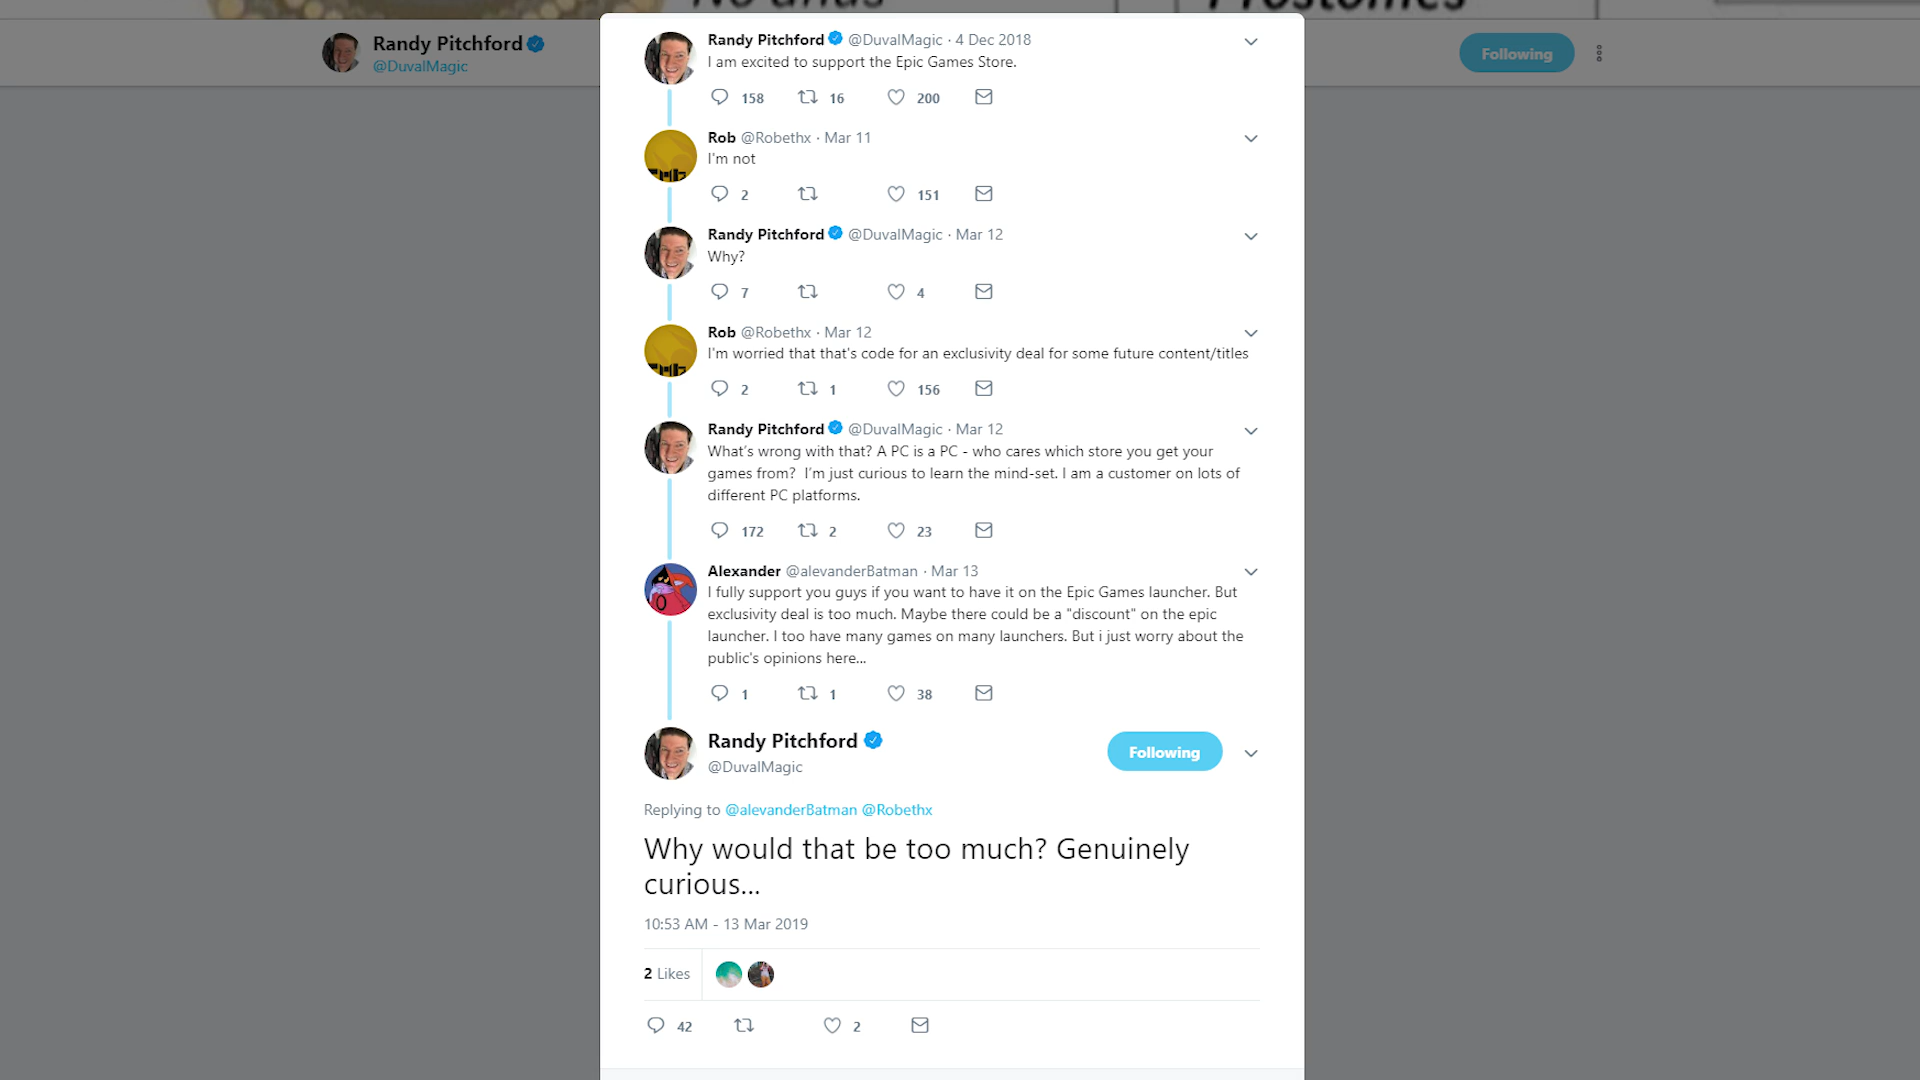 Randy Pitchford
@DuvalMagic
Following
Randy Pitchford @DuvalMagic · 4 Dec 2018
I am excited to support the Epic Games Store.
158 16 200
Rob @Robethx · Mar 11
I'm not
2 151
Randy Pitchford @DuvalMagic · Mar 12
Why?
7 4
Rob @Robethx · Mar 12
I'm worried that that's code for an exclusivity deal for some future content/titles
2 1 156
Randy Pitchford @DuvalMagic · Mar 12
What’s wrong with that? A PC is a PC - who cares which store you get your
games from?  I’m just curious to learn the mind-set. I am a customer on lots of
different PC platforms.
172 2 23
Alexander @alevanderBatman · Mar 13
I fully support you guys if you want to have it on the Epic Games launcher. But
exclusivity deal is too much. Maybe there could be a "discount" on the epic
launcher. I too have many games on many launchers. But i just worry about the
public's opinions here...
1 1 38
Randy Pitchford
@DuvalMagic
Following
Replying to @alevanderBatman @Robethx
Why would that be too much? Genuinely
curious...
10:53 AM - 13 Mar 2019
2 Likes
42 2